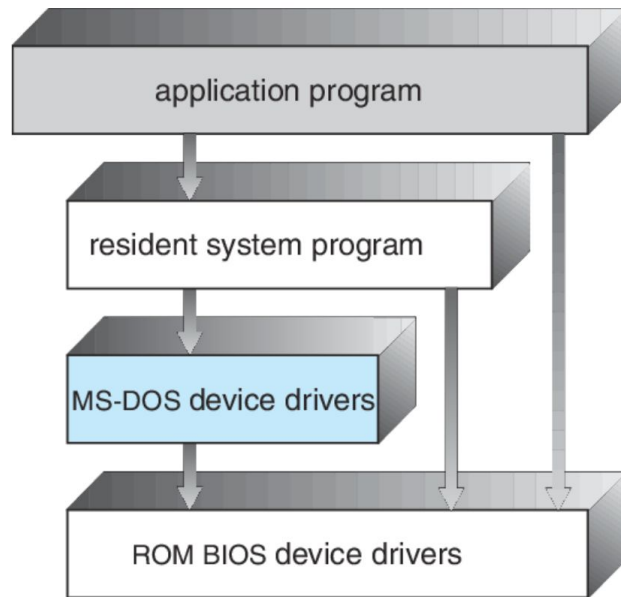 application program
resident system program
MS-DOS device drivers
ROM BIOS device drivers